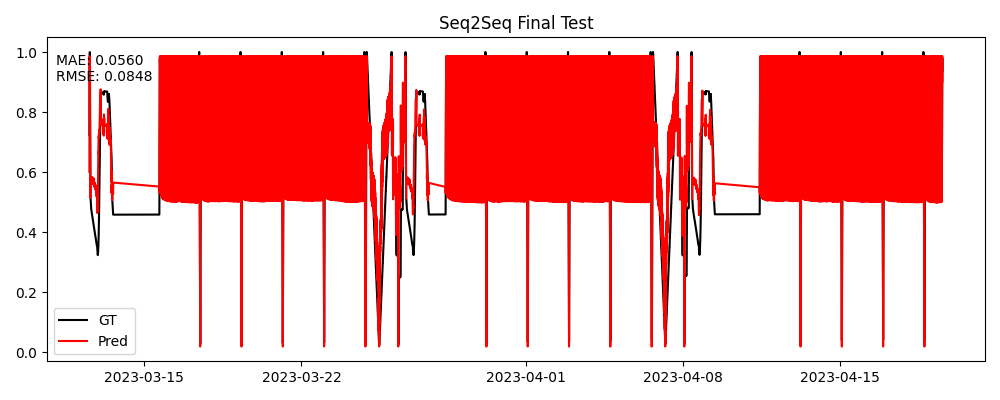 Seq2Seq Final Test
1.0
MAE: 0.0560
RMSE: 0.0848
0.8
0.6
0.4
0.2
0.0
GT
Pred
2023-03-15
2023-03-22
2023-04-01
2023-04-08
2023-04-15